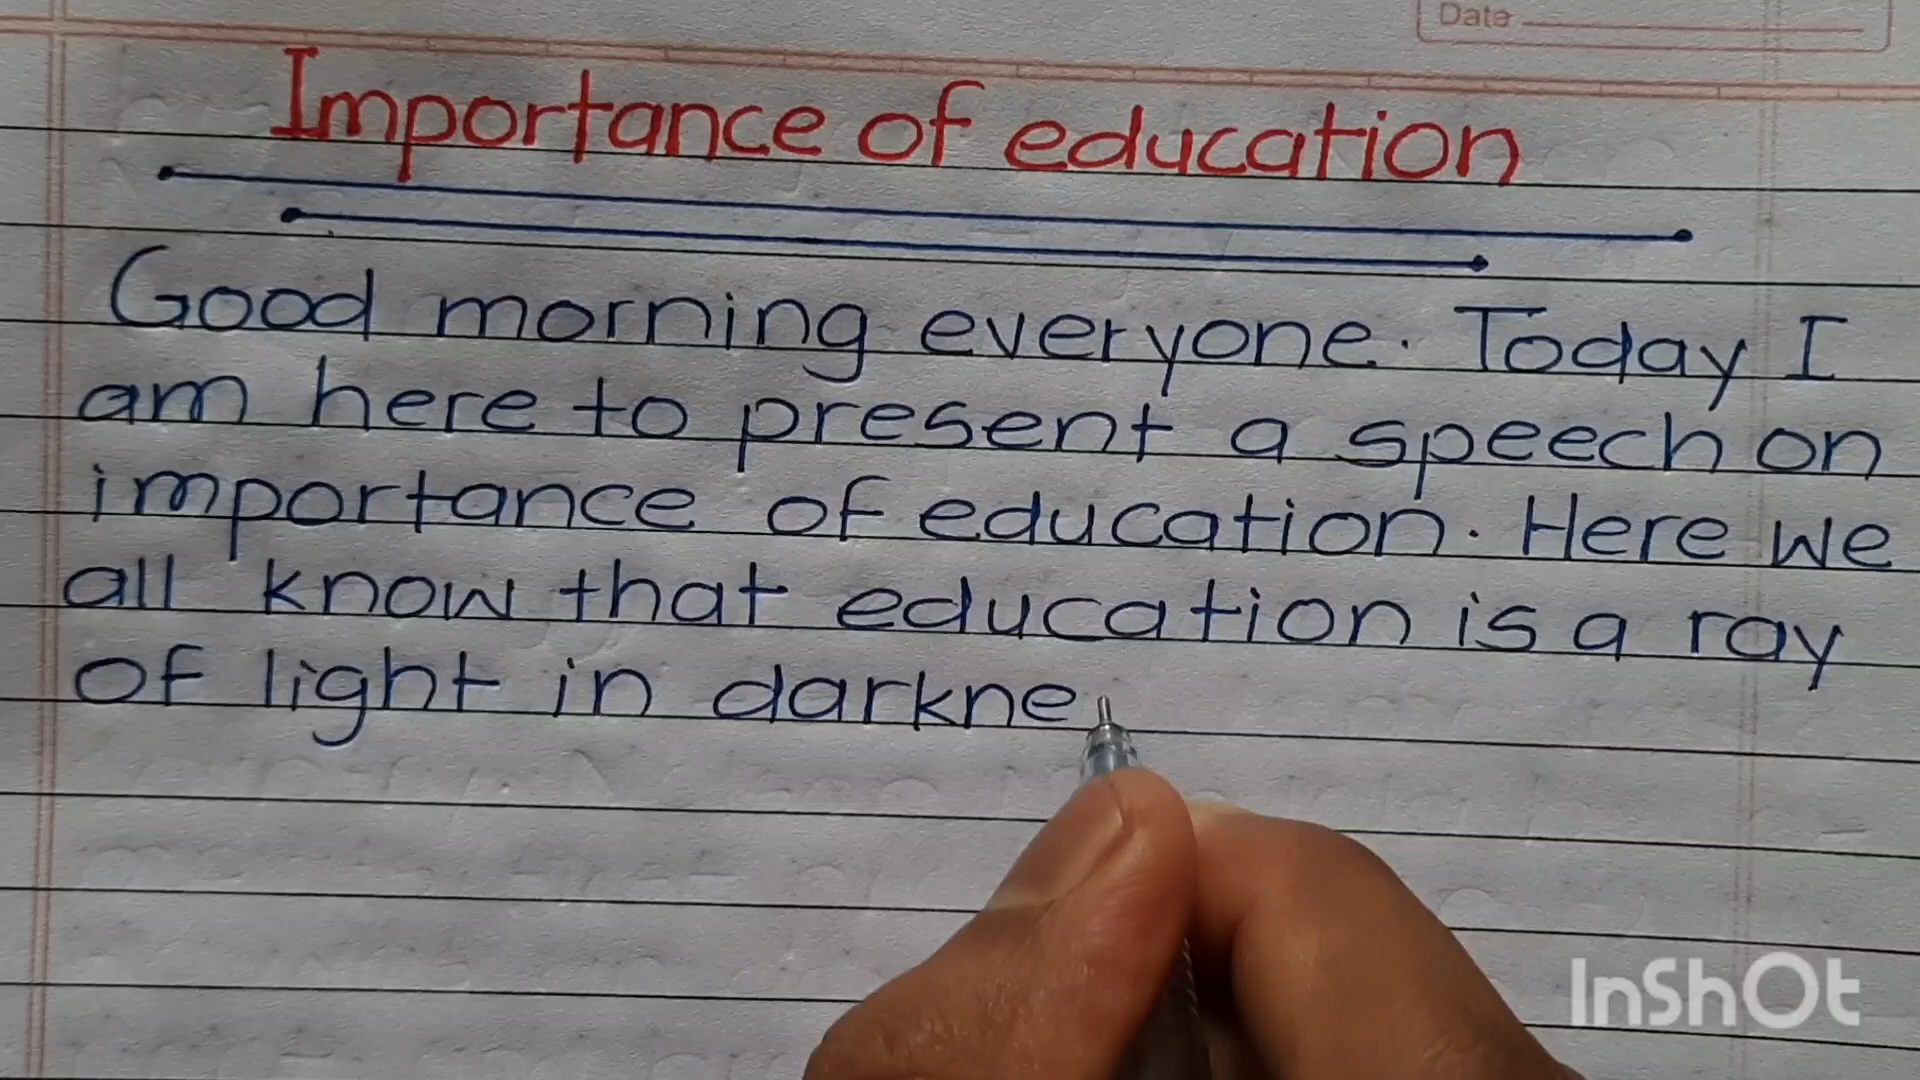 Date
Importance of education
Good morning everyone. Today I
am here to present a speech on
importance of education. Here we
all know that education is a ray
of light in darkne
InShOt